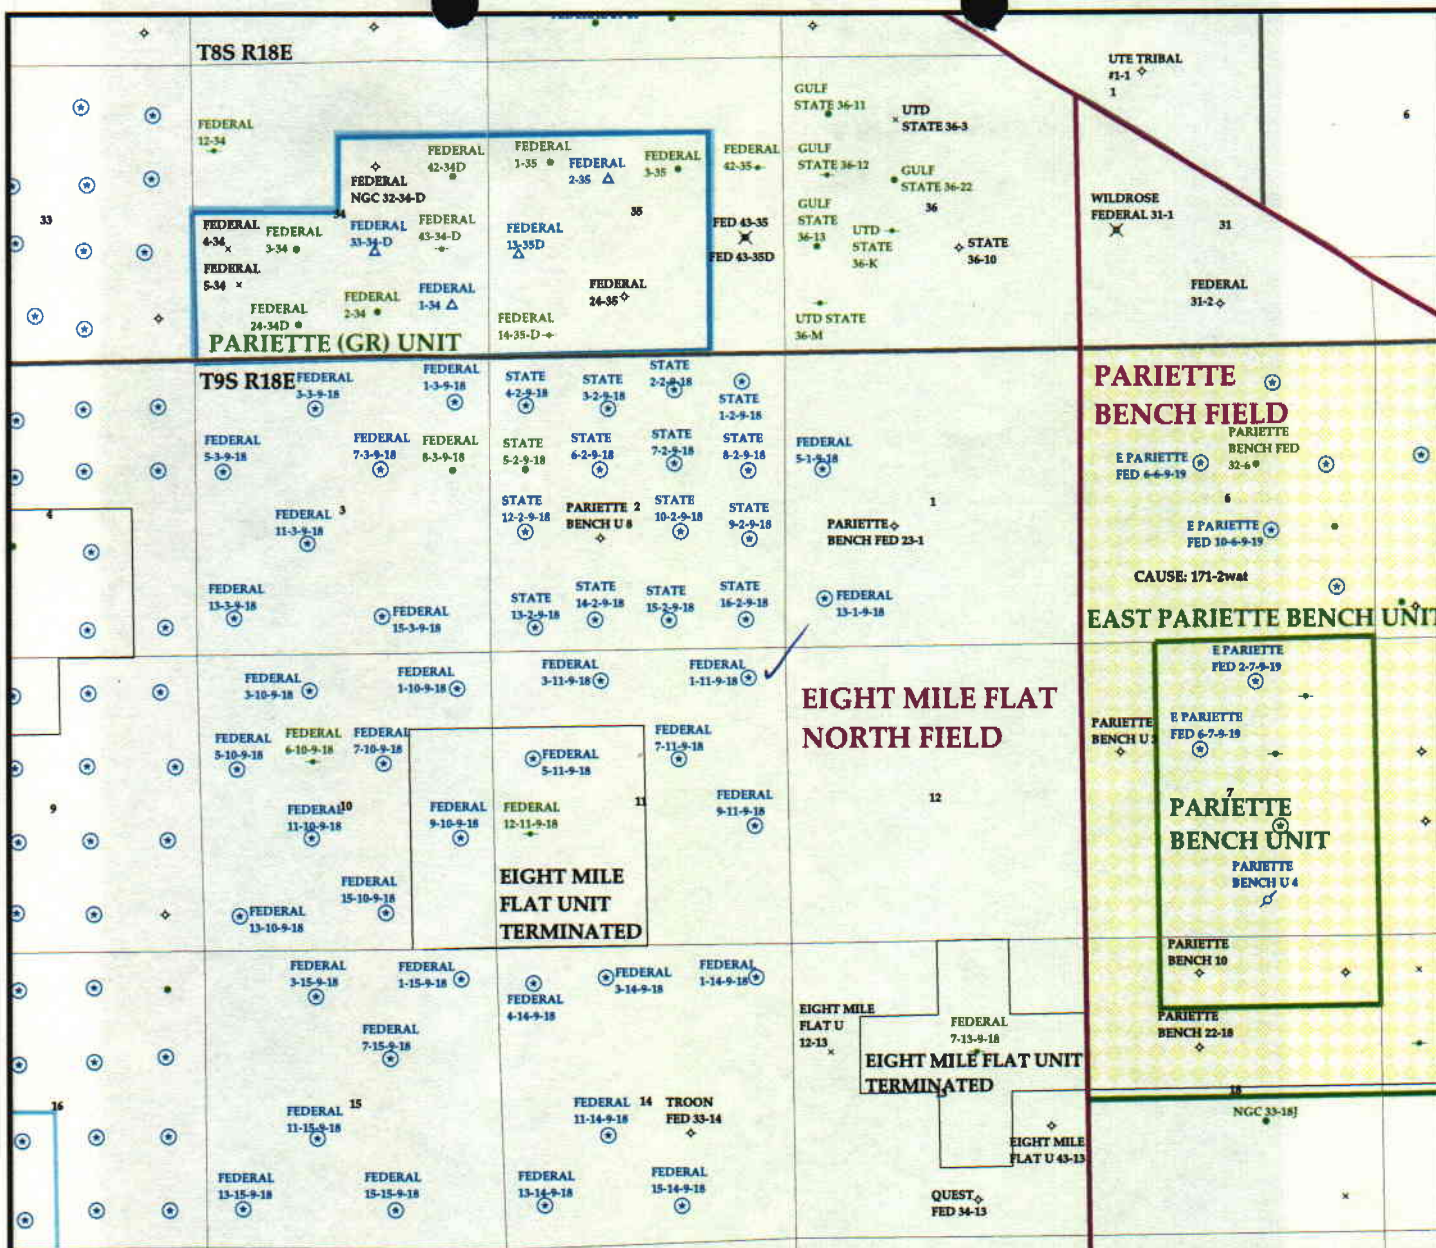 T8S R18E
UTE TRIBAL
#1-1
1
6
GULF
STATE 36-11
UTD
STATE 36-3
FEDERAL
12-34
FEDERAL
42-34D
FEDERAL
1-35
FEDERAL
2-35
FEDERAL
3-35
FEDERAL
42-35
GULF
STATE 36-12
GULF
STATE 36-22
FEDERAL
NGC 32-34-D
33
34
35
36
31
WILDROSE
FEDERAL 31-1
FEDERAL
4-34
FEDERAL
3-34
FEDERAL
33-34-D
FEDERAL
43-34-D
FEDERAL
13-35D
FED 43-35
FED 43-35D
GULF
STATE
36-13
UTD
STATE
36-K
STATE
36-10
FEDERAL
5-34
FEDERAL
24-34D
FEDERAL
2-34
FEDERAL
1-34
FEDERAL
24-35
FEDERAL
14-35-D
UTD STATE
36-M
FEDERAL
31-2
PARIETTE (GR) UNIT
T9S R18E
FEDERAL
3-3-9-18
FEDERAL
1-3-9-18
STATE
4-2-9-18
STATE
3-2-9-18
STATE
2-2-9-18
STATE
1-2-9-18
PARIETTE
BENCH FIELD
FEDERAL
5-3-9-18
FEDERAL
7-3-9-18
FEDERAL
8-3-9-18
STATE
5-2-9-18
STATE
6-2-9-18
STATE
7-2-9-18
STATE
8-2-9-18
FEDERAL
5-1-9-18
E PARIETTE
FED 6-6-9-19
PARIETTE
BENCH FED
32-6
4
FEDERAL
11-3-9-18
3
STATE
12-2-9-18
PARIETTE
BENCH U 8
2
STATE
10-2-9-18
STATE
9-2-9-18
1
PARIETTE
BENCH FED 23-1
6
E PARIETTE
FED 10-6-9-19
CAUSE: 171-2wat
FEDERAL
13-3-9-18
FEDERAL
15-3-9-18
STATE
13-2-9-18
STATE
14-2-9-18
STATE
15-2-9-18
STATE
16-2-9-18
FEDERAL
13-1-9-18
EAST PARIETTE BENCH UNIT
FEDERAL
3-10-9-18
FEDERAL
1-10-9-18
FEDERAL
3-11-9-18
FEDERAL
1-11-9-18
EIGHT MILE FLAT
NORTH FIELD
E PARIETTE
FED 2-7-9-19
FEDERAL
5-10-9-18
FEDERAL
6-10-9-18
FEDERAL
7-10-9-18
FEDERAL
5-11-9-18
FEDERAL
7-11-9-18
PARIETTE
BENCH U
E PARIETTE
FED 6-7-9-19
9
FEDERAL
11-10-9-18
10
FEDERAL
9-10-9-18
FEDERAL
12-11-9-18
11
FEDERAL
9-11-9-18
12
7
PARIETTE
BENCH UNIT
PARIETTE
BENCH U 4
FEDERAL
15-10-9-18
FEDERAL
13-10-9-18
EIGHT MILE
FLAT UNIT
TERMINATED
PARIETTE
BENCH 10
FEDERAL
3-15-9-18
FEDERAL
1-15-9-18
FEDERAL
4-14-9-18
FEDERAL
3-14-9-18
FEDERAL
1-14-9-18
EIGHT MILE
FLAT U
12-13
FEDERAL
7-13-9-18
PARIETTE
BENCH 22-18
FEDERAL
7-15-9-18
EIGHT MILE FLAT UNIT
TERMINATED
13
18
16
15
FEDERAL
11-15-9-18
FEDERAL
11-14-9-18
14
TROON
FED 33-14
NGC 33-18J
EIGHT MILE
FLAT U 43-13
FEDERAL
13-15-9-18
FEDERAL
15-15-9-18
FEDERAL
13-14-9-18
FEDERAL
15-14-9-18
QUEST
FED 34-13